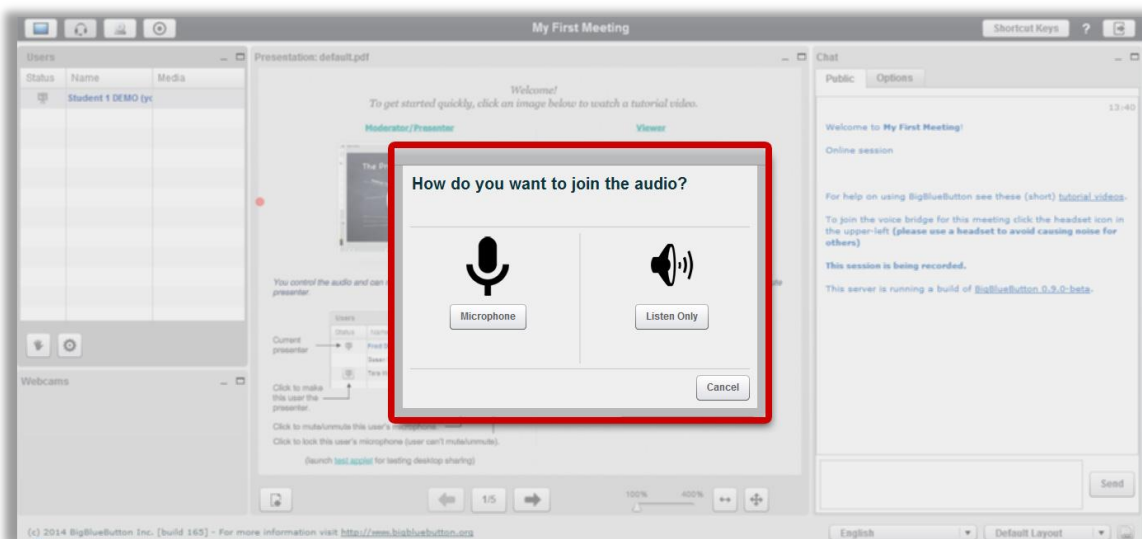 My First Meeting
Shortcut Keys
?
Users
Status Name Media
Student 1 DEMO (yo
Webcams
Presentation: default.pdf
Welcome!
To get started quickly, click an image below to watch a tutorial video.
Moderator/Presenter Viewer
The Pr
How do you want to join the audio?
Microphone
Listen Only
Cancel
You control the audio and can
presenter.
Users
Status
Current
presenter
Fred
Click to make
this user the
presenter.
Click to mute/unmute this user's microphone.
Click to lock this user's microphone (user can't mute/unmute).
(launch test applet for testing desktop sharing)
1/5
100% 400%
Chat
Public Options
13:40
Welcome to My First Meeting!
Online session
For help on using BigBlueButton see these (short) tutorial videos.
To join the voice bridge for this meeting click the headset icon in
the upper-left (please use a headset to avoid causing noise for
others)
This session is being recorded.
This server is running a build of BigBlueButton 0.9.0-beta.
Send
(c) 2014 BigBlueButton Inc. [build 165] - For more information visit http://www.bigbluebutton.org
English
Default Layout